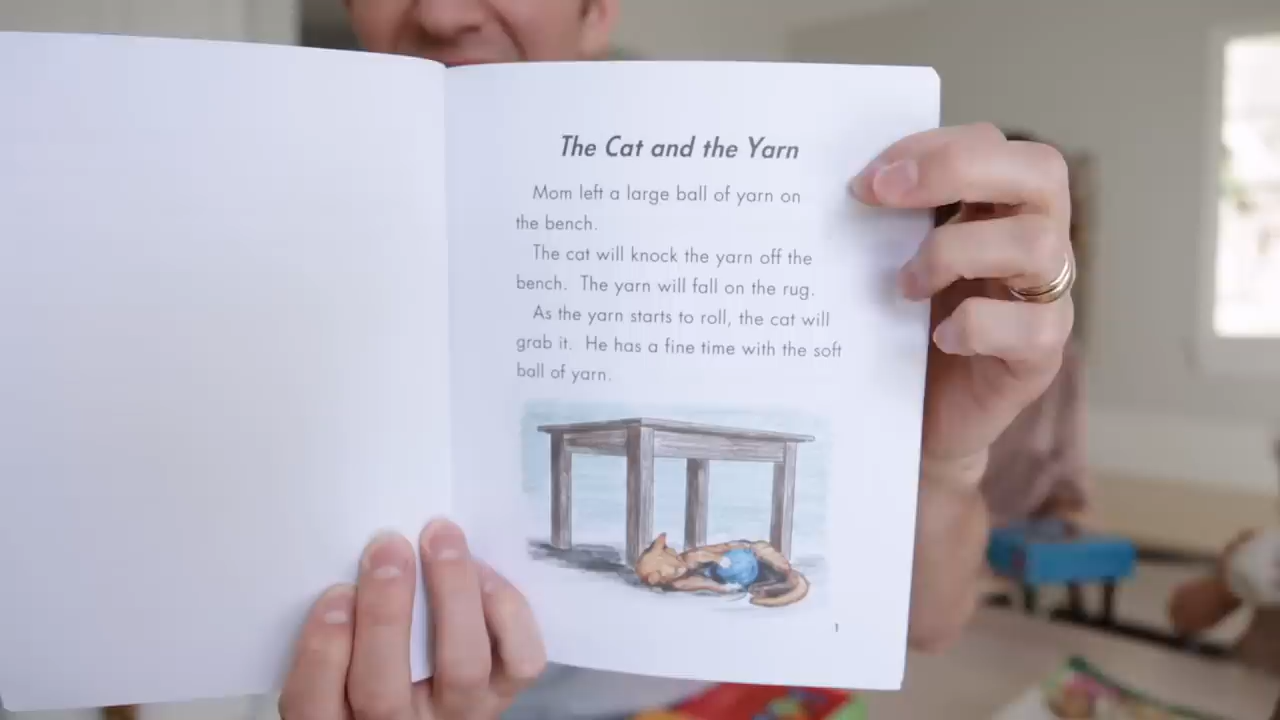 The Cat and the Yarn
Mom left a large ball of yarn on
the bench.
The cat will knock the yarn off the
bench. The yarn will fall on the rug.
As the yarn starts to roll, the cat will
grab it. He has a fine time with the soft
ball of yarn.
1